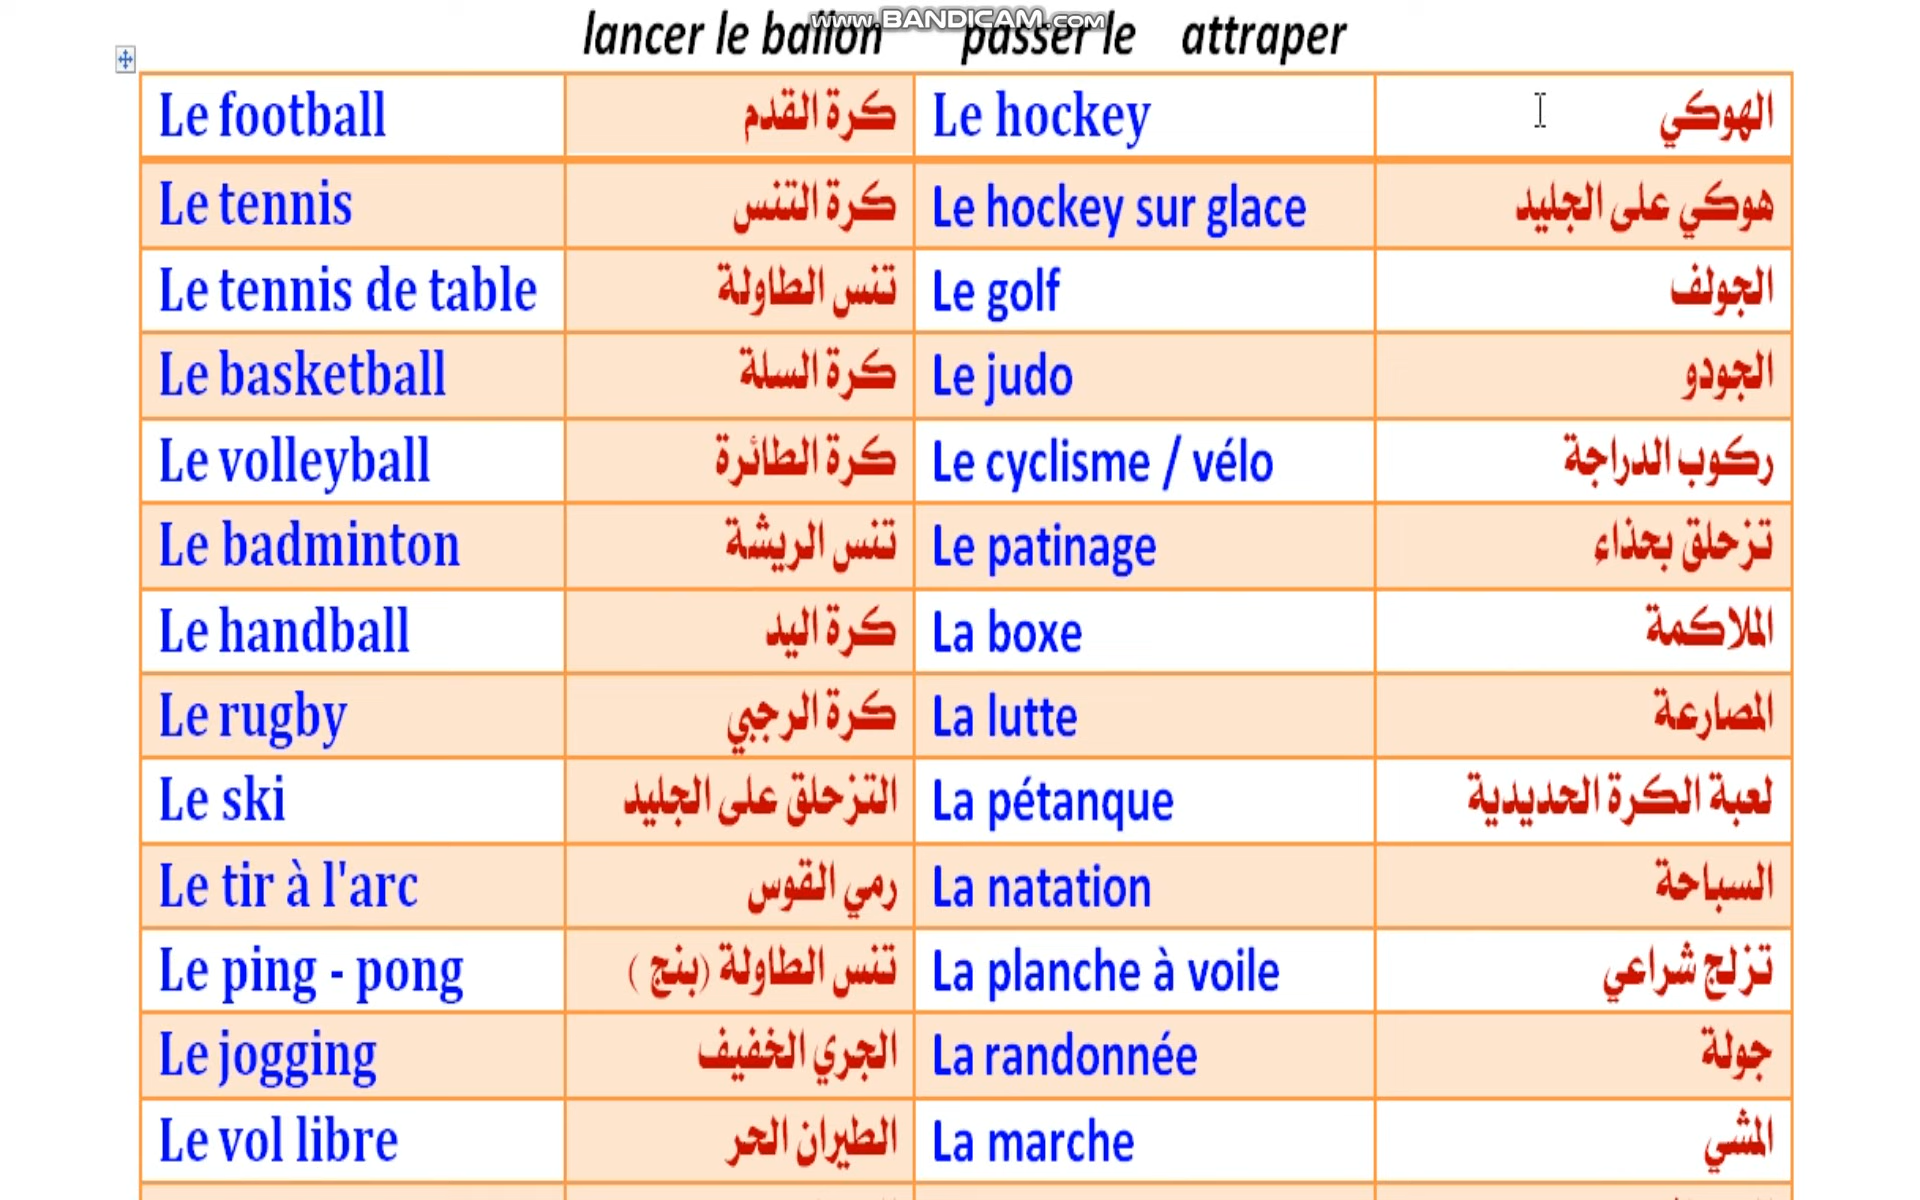 www.BANDICAM.com
lancer le ballon passer le attraper
Le football كرة القدم Le hockey الهوكي
Le tennis كرة التنس Le hockey sur glace هوكي على الجليد
Le tennis de table تنس الطاولة Le golf الجولف
Le basketball كرة السلة Le judo الجودو
Le volleyball كرة الطائرة Le cyclisme / vélo ركوب الدراجة
Le badminton تنس الريشة Le patinage تزحلق بحذاء
Le handball كرة اليد La boxe الملاكمة
Le rugby كرة الرجبي La lutte المصارعة
Le ski التزحلق على الجليد La pétanque لعبة الكرة الحديدية
Le tir à l'arc رمي القوس La natation السباحة
Le ping - pong تنس الطاولة (بنج ) La planche à voile تزلج شراعي
Le jogging الجري الخفيف La randonnée جولة
Le vol libre الطيران الحر La marche المشي